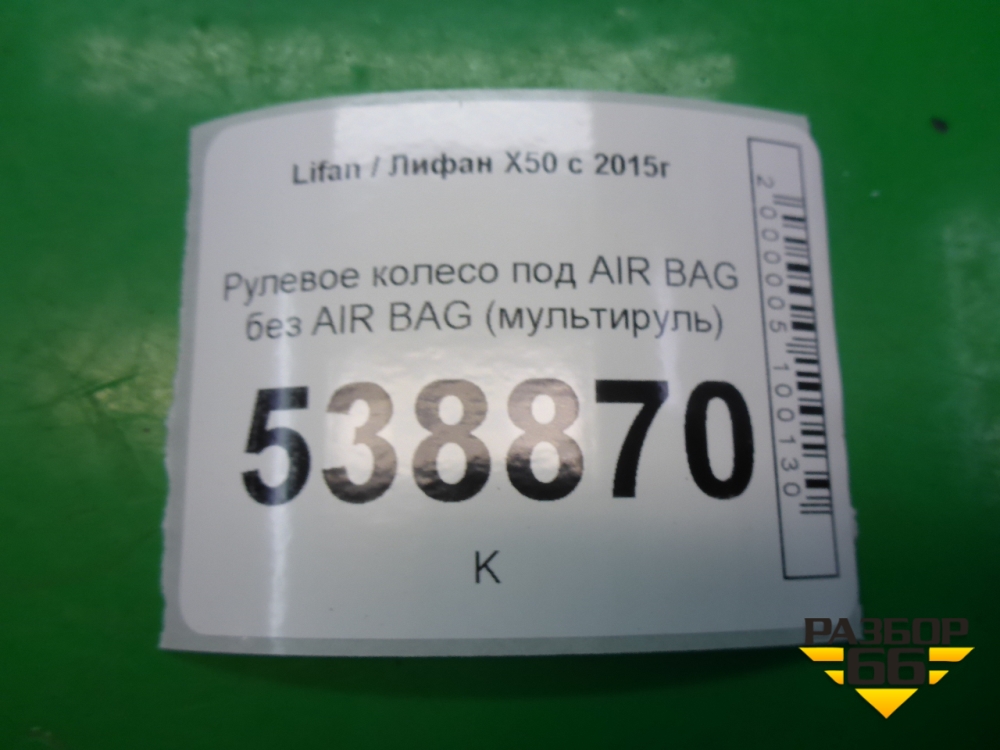 Lifan / Лифан X50 с 2015г
Рулевое колесо под AIR BAG
без AIR BAG (мультируль)
538870
К
2000005100130
РАЗБОР
66